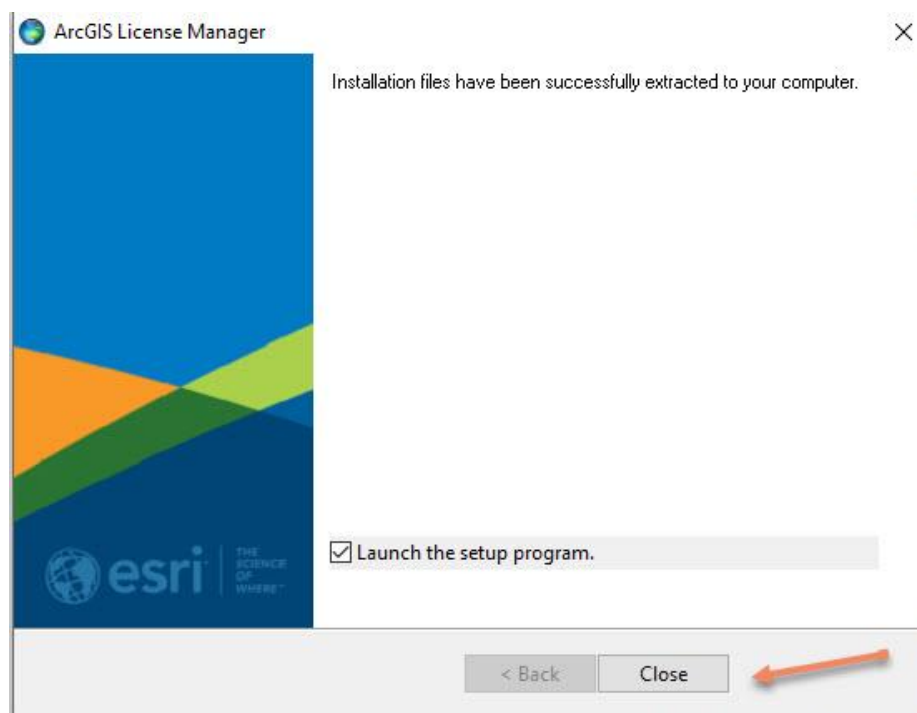 ArcGIS License Manager
Installation files have been successfully extracted to your computer.
Launch the setup program.
esri
THE
SCIENCE
OF
WHERE™
< Back
Close